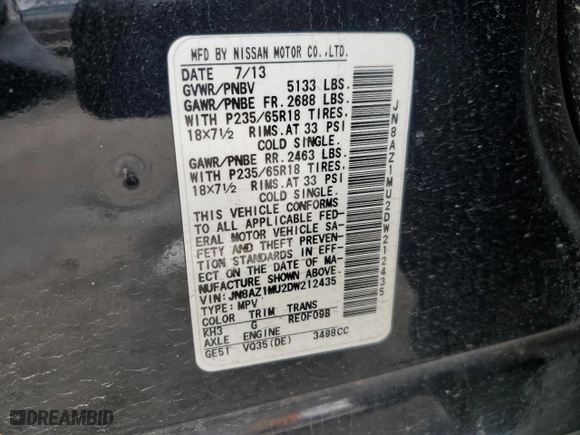 MFD BY NISSAN MOTOR CO.,LTD.
DATE 7/13
GVWR/PNBV 5133 LBS.
GAWR/PNBE FR. 2688 LBS.
WITH P235/65R18 TIRES,
18X7½ RIMS. AT 33 PSI
COLD SINGLE.
GAWR/PNBE RR. 2463 LBS.
WITH P235/65R18 TIRES,
18X7½ RIMS. AT 33 PSI
COLD SINGLE.
THIS VEHICLE CONFORMS
TO ALL APPLICABLE FED-
ERAL MOTOR VEHICLE SA-
FETY AND THEFT PREVEN-
TION STANDARDS IN EFF-
ECT ON THE DATE OF MA-
NUFACTURE SHOWN ABOVE.
VIN: JN8AZ1MU2DW212435
TYPE: MPV
COLOR TRIM TRANS
KH3 G RE0F09B
AXLE ENGINE
GE51 VQ35(DE) 3498CC
JN8AZ1MU2DW212435
DREAMBID